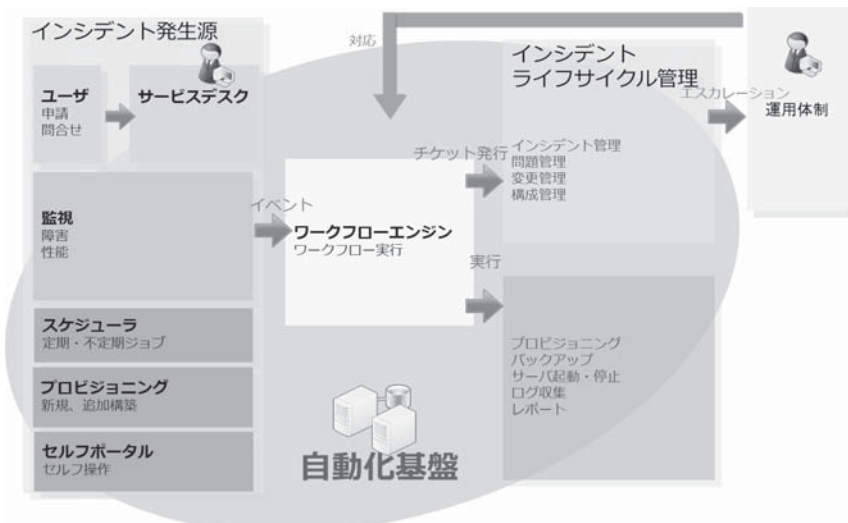 インシデント発生源
ユーザ
申請
問合せ
サービスデスク
監視
障害
性能
スケジューラ
定期・不定期ジョブ
プロビジョニング
新規、追加構築
セルフポータル
セルフ操作
イベント
対応
ワークフローエンジン
ワークフロー実行
チケット発行
実行
インシデント
ライフサイクル管理
インシデント管理
問題管理
変更管理
構成管理
エスカレーション
運用体制
プロビジョニング
バックアップ
サーバ起動・停止
ログ収集
レポート
自動化基盤